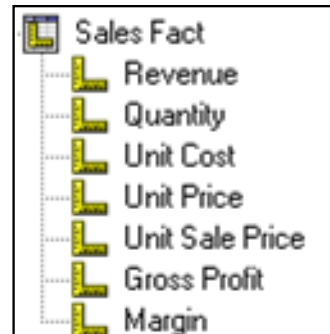 Sales Fact
Revenue
Quantity
Unit Cost
Unit Price
Unit Sale Price
Gross Profit
Margin